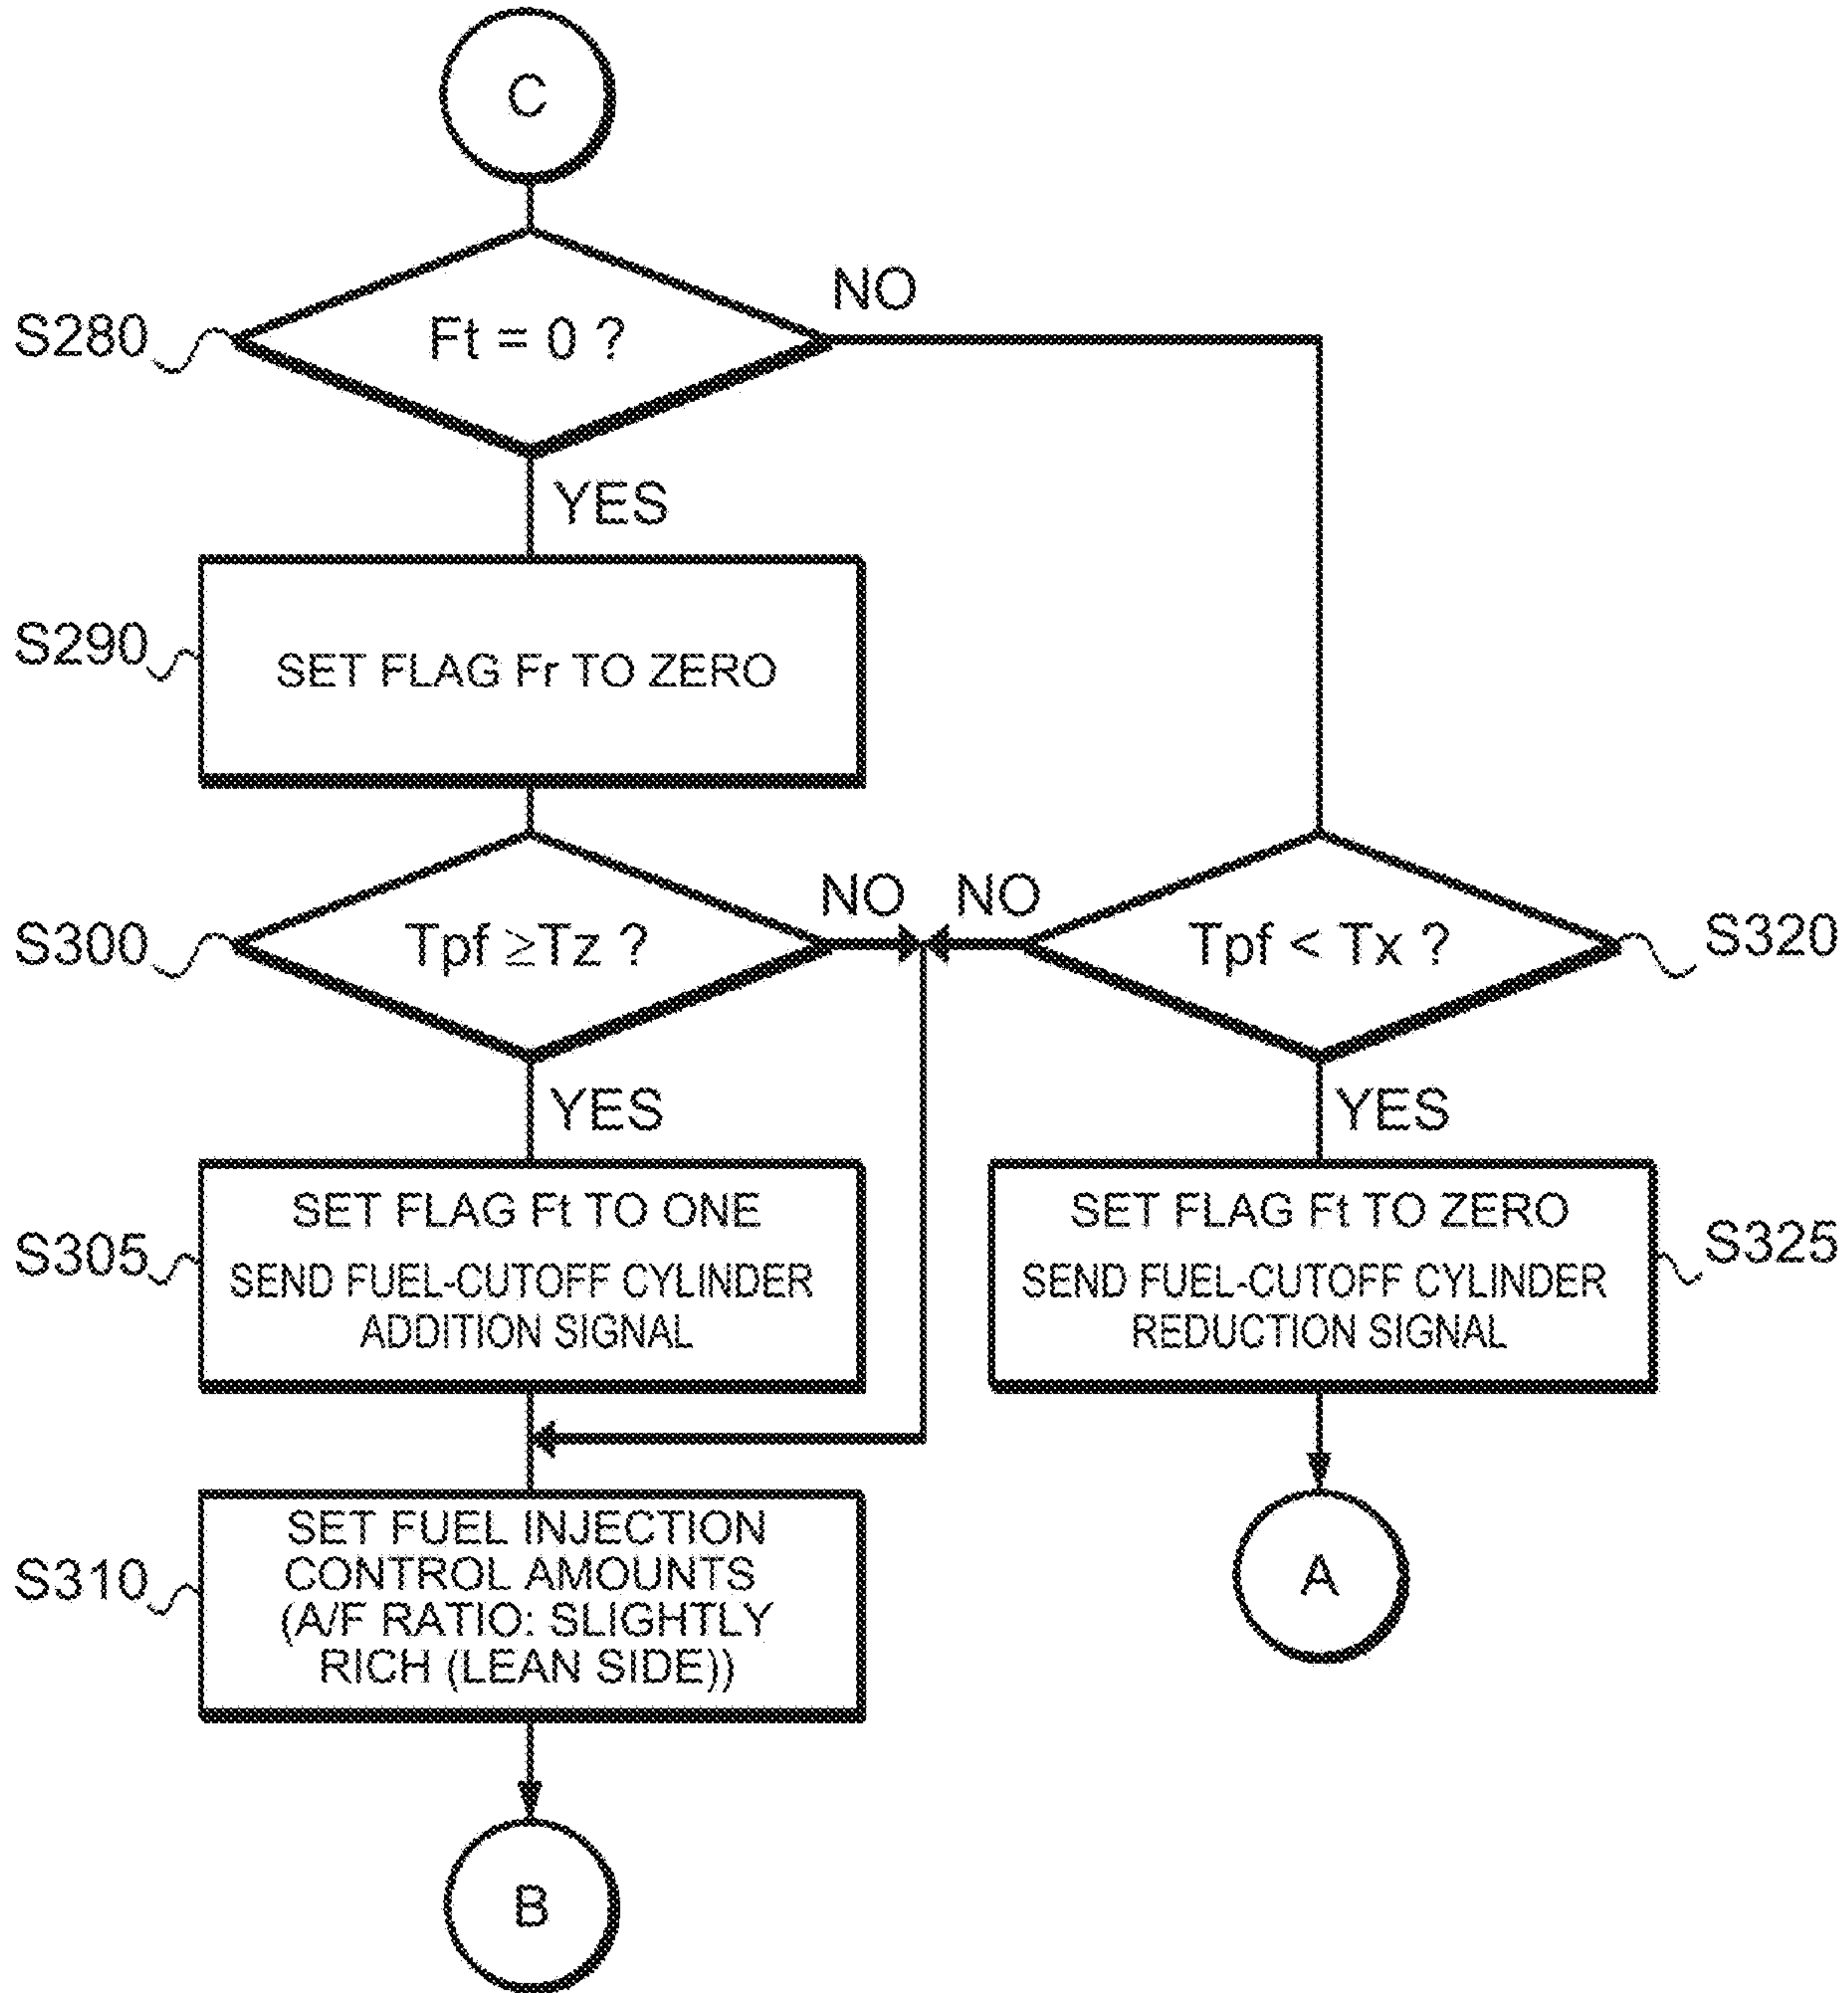 C
S280
Ft = 0 ?
NO
YES
S290
SET FLAG Fr TO ZERO
S300
Tpf ≥Tz ?
NO
NO
Tpf < Tx ?
S320
YES
YES
S305
SET FLAG Ft TO ONE
SEND FUEL-CUTOFF CYLINDER
ADDITION SIGNAL
SET FLAG Ft TO ZERO
SEND FUEL-CUTOFF CYLINDER
REDUCTION SIGNAL
S325
S310
SET FUEL INJECTION
CONTROL AMOUNTS
(A/F RATIO: SLIGHTLY
RICH (LEAN SIDE))
A
B